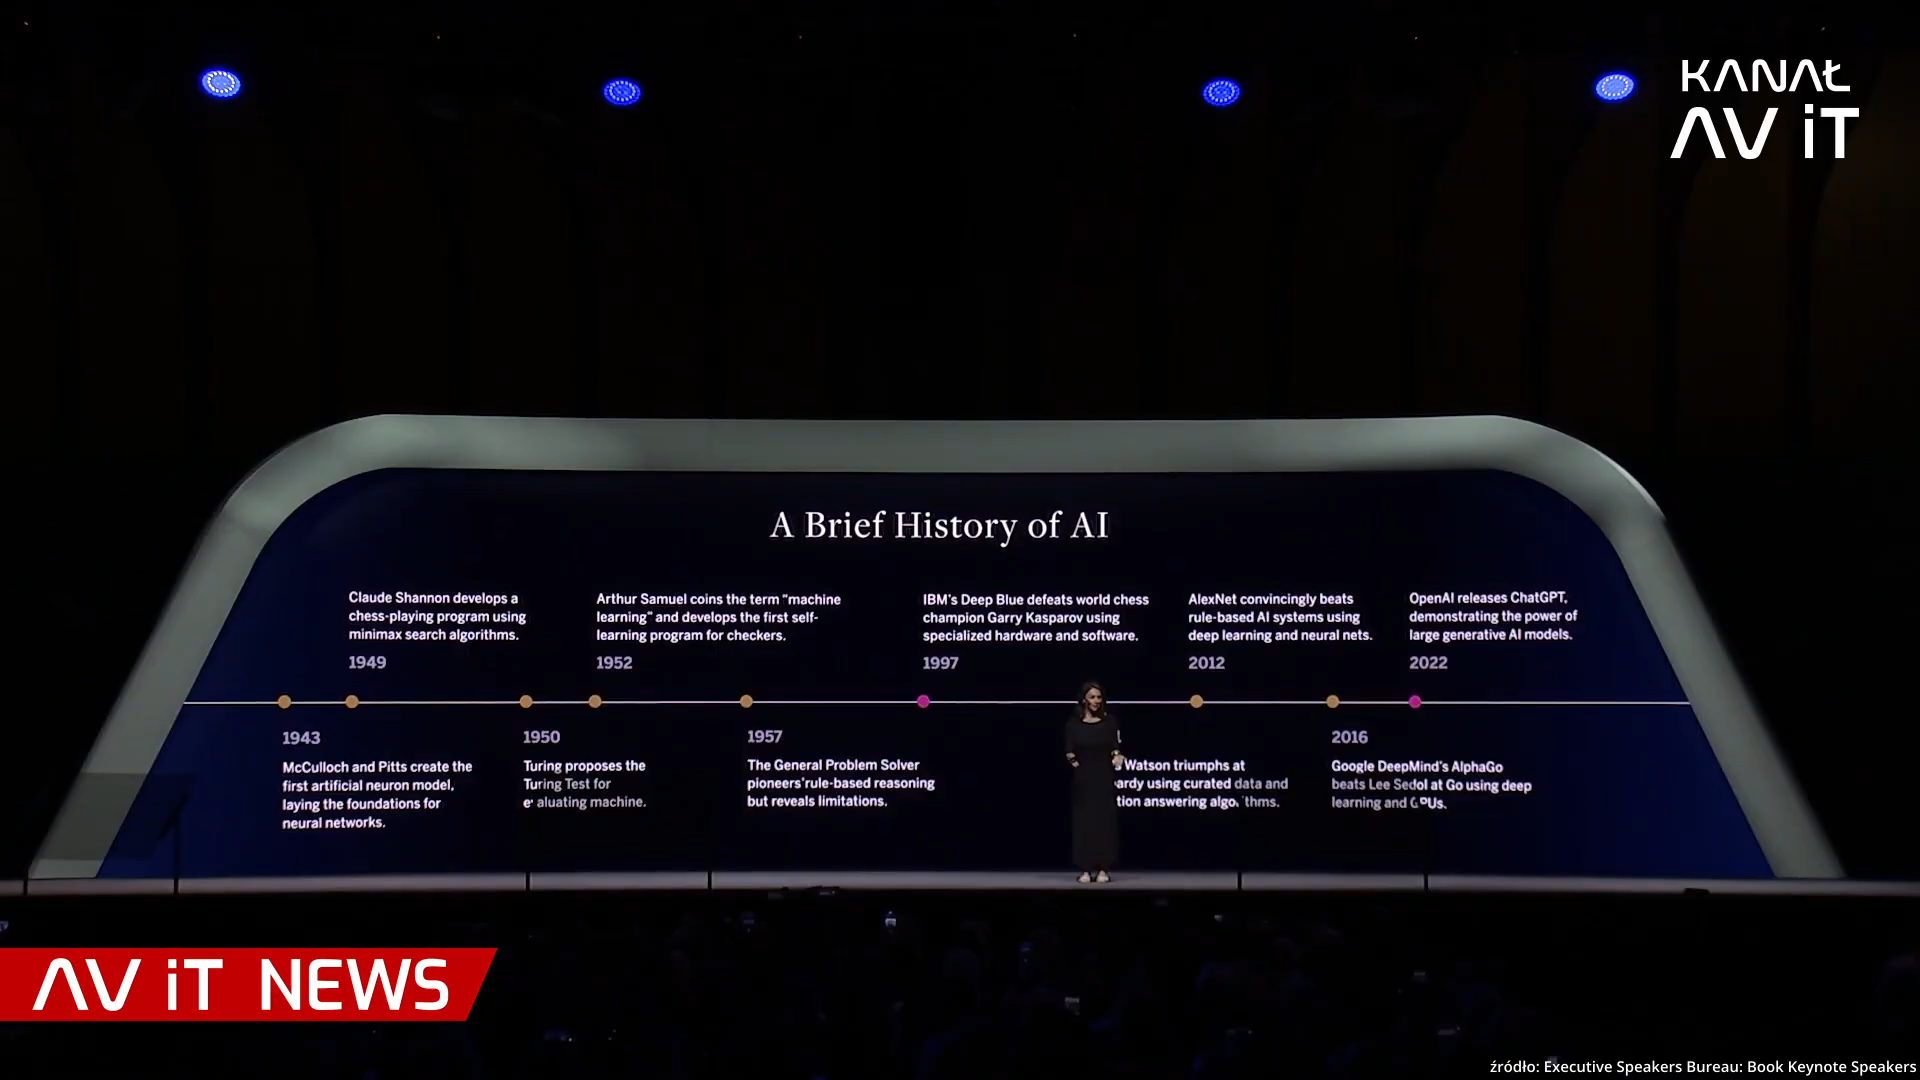 KANAŁ
AV iT
A Brief History of AI
Claude Shannon develops a
chess-playing program using
minimax search algorithms.
1949
Arthur Samuel coins the term "machine
learning" and develops the first self-
learning program for checkers.
1952
IBM's Deep Blue defeats world chess
champion Garry Kasparov using
specialized hardware and software.
1997
AlexNet convincingly beats
rule-based AI systems using
deep learning and neural nets.
2012
OpenAI releases ChatGPT,
demonstrating the power of
large generative AI models.
2022
1943
McCulloch and Pitts create the
first artificial neuron model,
laying the foundations for
neural networks.
1950
Turing proposes the
Turing Test for
aluating machine.
1957
The General Problem Solver
pioneers rule-based reasoning
but reveals limitations.
Watson triumphs at
ardy using curated data and
tion answering algo thms.
2016
Google DeepMind's AlphaGo
beats Lee Sedol at Go using deep
learning and GPUs.
AV iT NEWS
źródło: Executive Speakers Bureau: Book Keynote Speakers